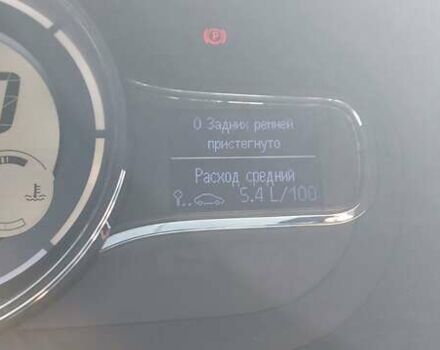 0 Задних ремней
пристегнуто
Расход средний
5.4 L/100